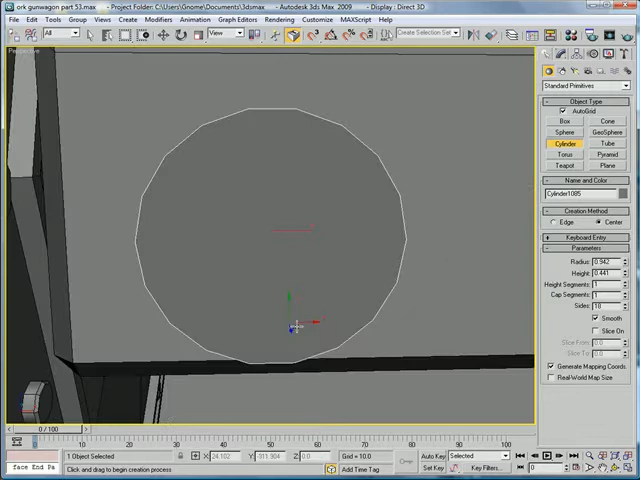 ork gunwagon part 53.max - Project Folder: C:\Users\Gnome\Documents\3dsmax - Autodesk 3ds Max 2009 - Display: Direct 3D
File Edit Tools Group Views Create Modifiers Animation Graph Editors Rendering Customize MAXScript Help
All View Create Selection Set
Perspective
Standard Primitives
- Object Type
AutoGrid
Box Cone
Sphere GeoSphere
Cylinder Tube
Torus Pyramid
Teapot Plane
- Name and Color
Cylinder1085
- Creation Method
Edge Center
+ Keyboard Entry
- Parameters
Radius: 0.942
Height: 0.441
Height Segments: 1
Cap Segments: 1
Sides: 18
Smooth
Slice On
Slice From: 0.0
Slice To: 0.0
Generate Mapping Coords.
Real-World Map Size
0 / 100
0 10 20 30 40 50 60 70 80 90 100
1 Object Selected X: 24.102 Y: -911.904 Z: 0.0 Grid = 10.0 Auto Key Selected
face End Pa Click and drag to begin creation process Add Time Tag Set Key Key Filters... 0